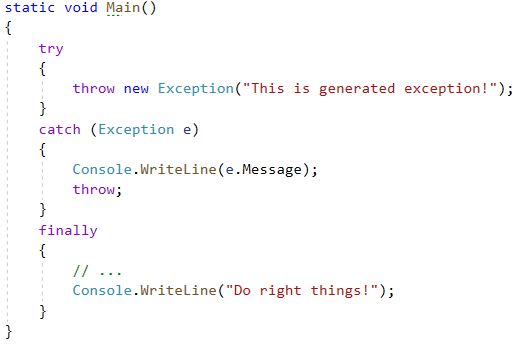 static void Main()
{
    try
    {
        throw new Exception("This is generated exception!");
    }
    catch (Exception e)
    {
        Console.WriteLine(e.Message);
        throw;
    }
    finally
    {
        // ...
        Console.WriteLine("Do right things!");
    }
}